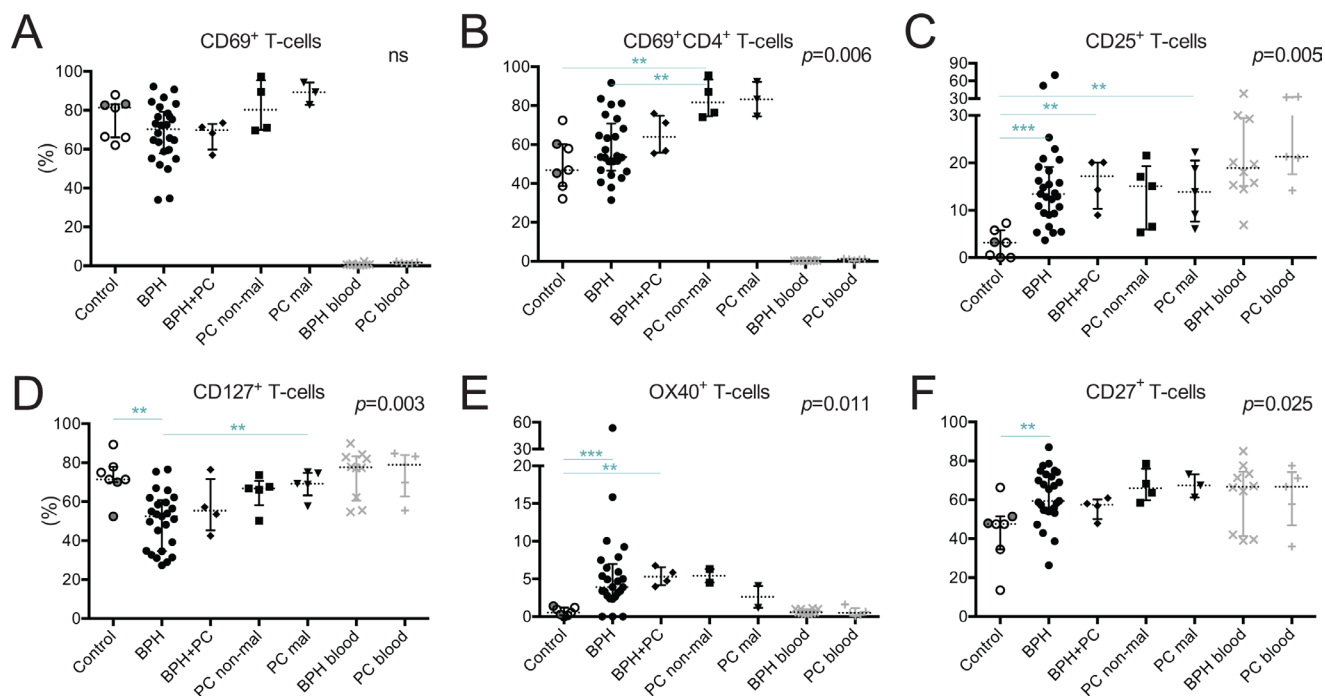 A
CD69⁺ T-cells
ns
(%)
100
80
60
40
20
0
Control
BPH
BPH+PC
PC non-mal
PC mal
BPH blood
PC blood
B
CD69⁺CD4⁺ T-cells
p=0.006
**
**
100
80
60
40
20
0
Control
BPH
BPH+PC
PC non-mal
PC mal
BPH blood
PC blood
C
CD25⁺ T-cells
p=0.005
**
**
***
90
70
50
30
30
20
10
0
Control
BPH
BPH+PC
PC non-mal
PC mal
BPH blood
PC blood
D
CD127⁺ T-cells
p=0.003
**
**
(%)
100
80
60
40
20
0
Control
BPH
BPH+PC
PC non-mal
PC mal
BPH blood
PC blood
E
OX40⁺ T-cells
p=0.011
***
**
60
40
20
20
15
10
5
0
Control
BPH
BPH+PC
PC non-mal
PC mal
BPH blood
PC blood
F
CD27⁺ T-cells
p=0.025
**
100
80
60
40
20
0
Control
BPH
BPH+PC
PC non-mal
PC mal
BPH blood
PC blood